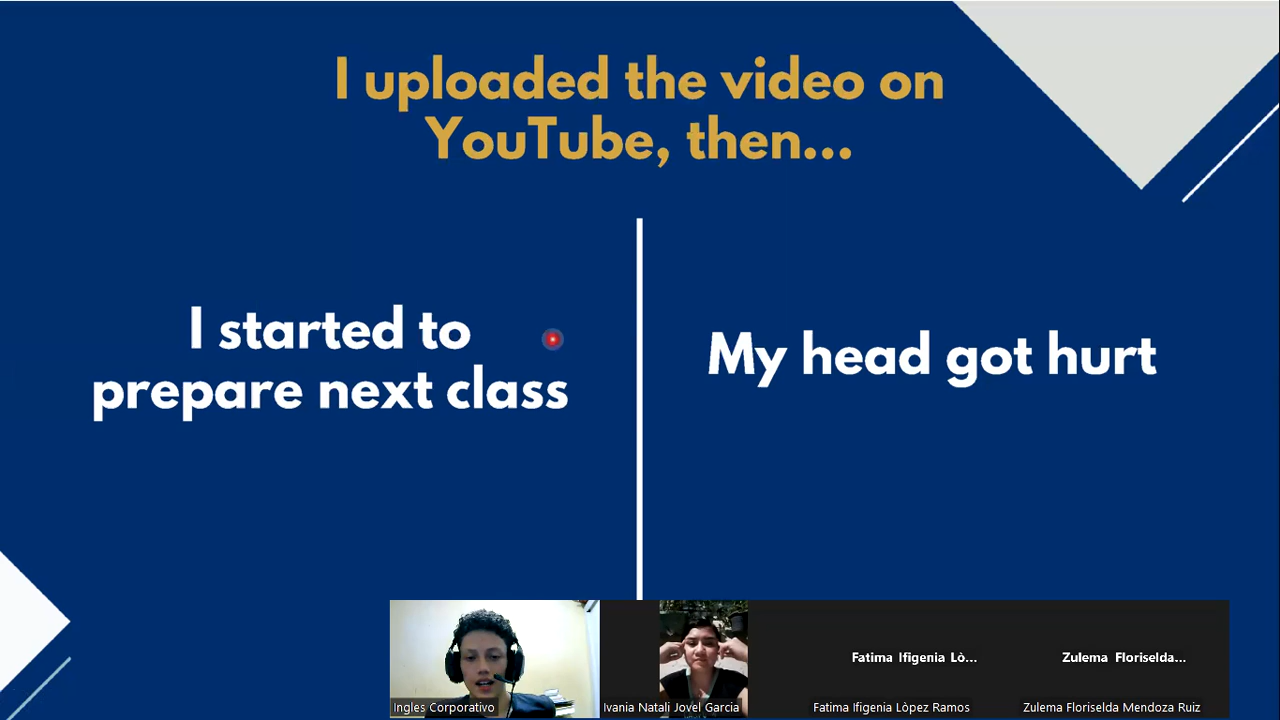 I uploaded the video on
YouTube, then...
I started to
prepare next class
My head got hurt
Fatima Ifigenia Lò...
Zulema Floriselda...
Ingles Corporativo
Ivania Natali Jovel Garcia
Fatima Ifigenia Lòpez Ramos
Zulema Floriselda Mendoza Ruiz